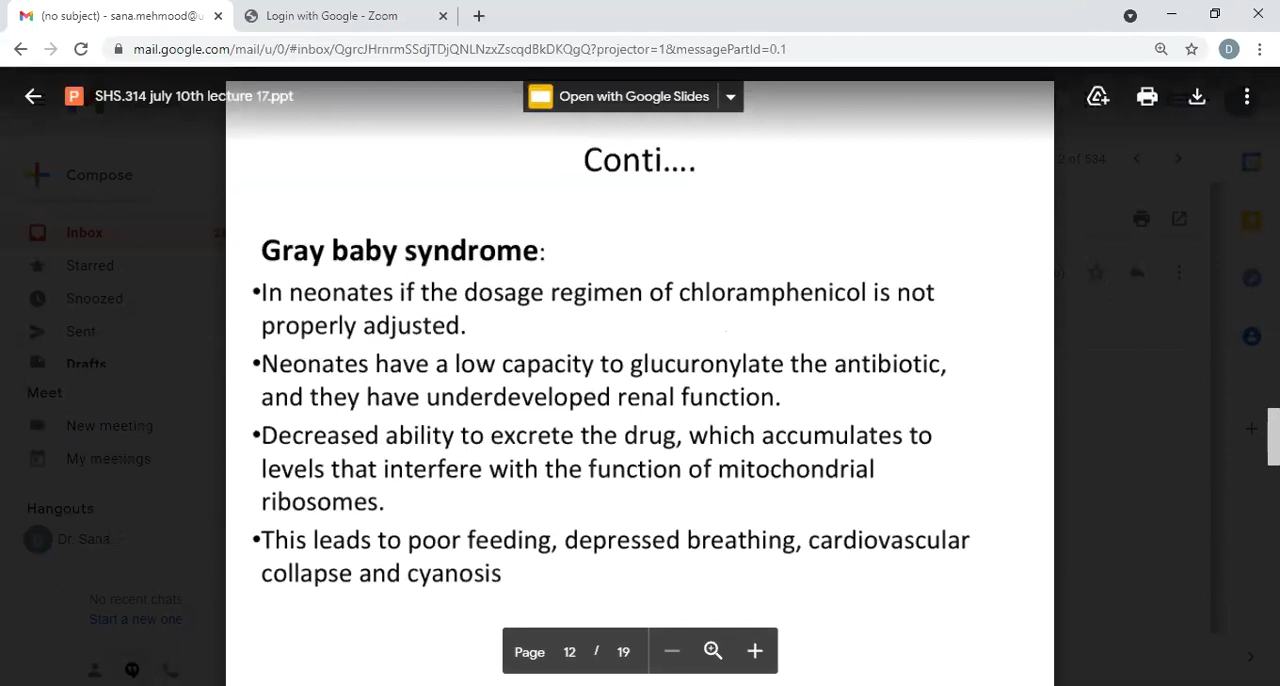 (no subject) - sana.mehmood@u
Login with Google - Zoom
mail.google.com/mail/u/0/#inbox/QgrcJHrnrmSSdjTDjQNLNzxZscqdBkDKQgQ?projector=1&messagePartId=0.1
D
P SHS.314 july 10th lecture 17.ppt
Open with Google Slides
Conti....
Compose
2 of 534
Inbox
Starred
Snoozed
Sent
Drafts
Meet
New meeting
My meetings
Hangouts
Dr. Sana...
No recent chats
Start a new one
Gray baby syndrome:
•In neonates if the dosage regimen of chloramphenicol is not
properly adjusted.
•Neonates have a low capacity to glucuronylate the antibiotic,
and they have underdeveloped renal function.
•Decreased ability to excrete the drug, which accumulates to
levels that interfere with the function of mitochondrial
ribosomes.
•This leads to poor feeding, depressed breathing, cardiovascular
collapse and cyanosis
Page 12 / 19